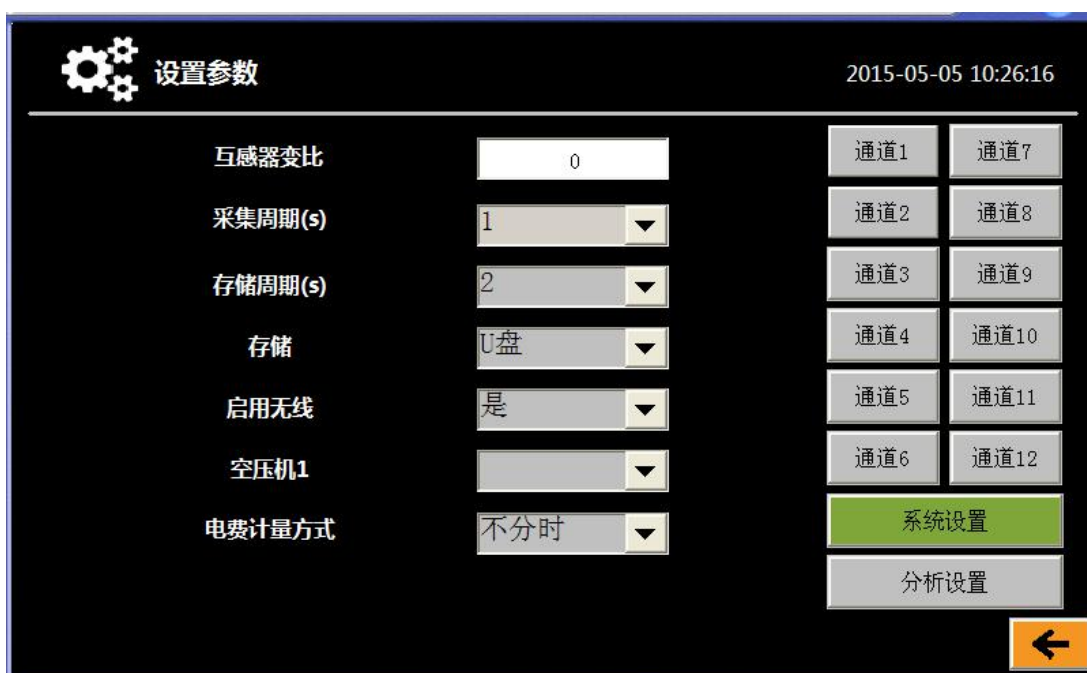 设置参数
2015-05-05 10:26:16
互感器变比
0
采集周期(s)
1
存储周期(s)
2
存储
U盘
启用无线
是
空压机1
电费计量方式
不分时
通道1
通道7
通道2
通道8
通道3
通道9
通道4
通道10
通道5
通道11
通道6
通道12
系统设置
分析设置